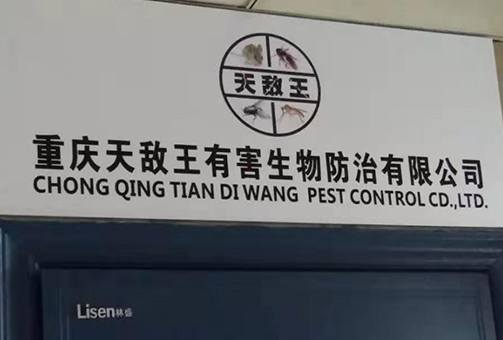 天敌王
重庆天敌王有害生物防治有限公司
CHONG QING TIAN DI WANG PEST CONTROL CD.,LTD.
Lisen林盛